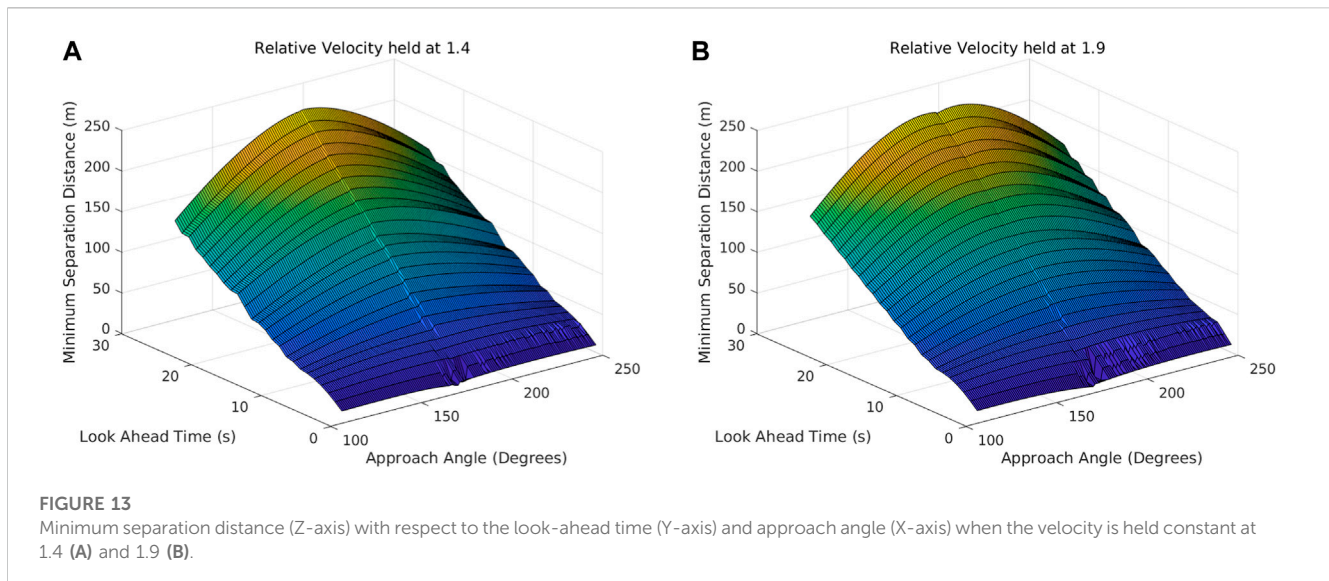 A
Relative Velocity held at 1.4
Minimum Separation Distance (m)
250
200
150
100
50
0
30
20
10
0
Look Ahead Time (s)
100
150
200
250
Approach Angle (Degrees)
B
Relative Velocity held at 1.9
Minimum Separation Distance (m)
250
200
150
100
50
0
30
20
10
0
Look Ahead Time (s)
100
150
200
250
Approach Angle (Degrees)
FIGURE 13
Minimum separation distance (Z-axis) with respect to the look-ahead time (Y-axis) and approach angle (X-axis) when the velocity is held constant at
1.4 (A) and 1.9 (B).